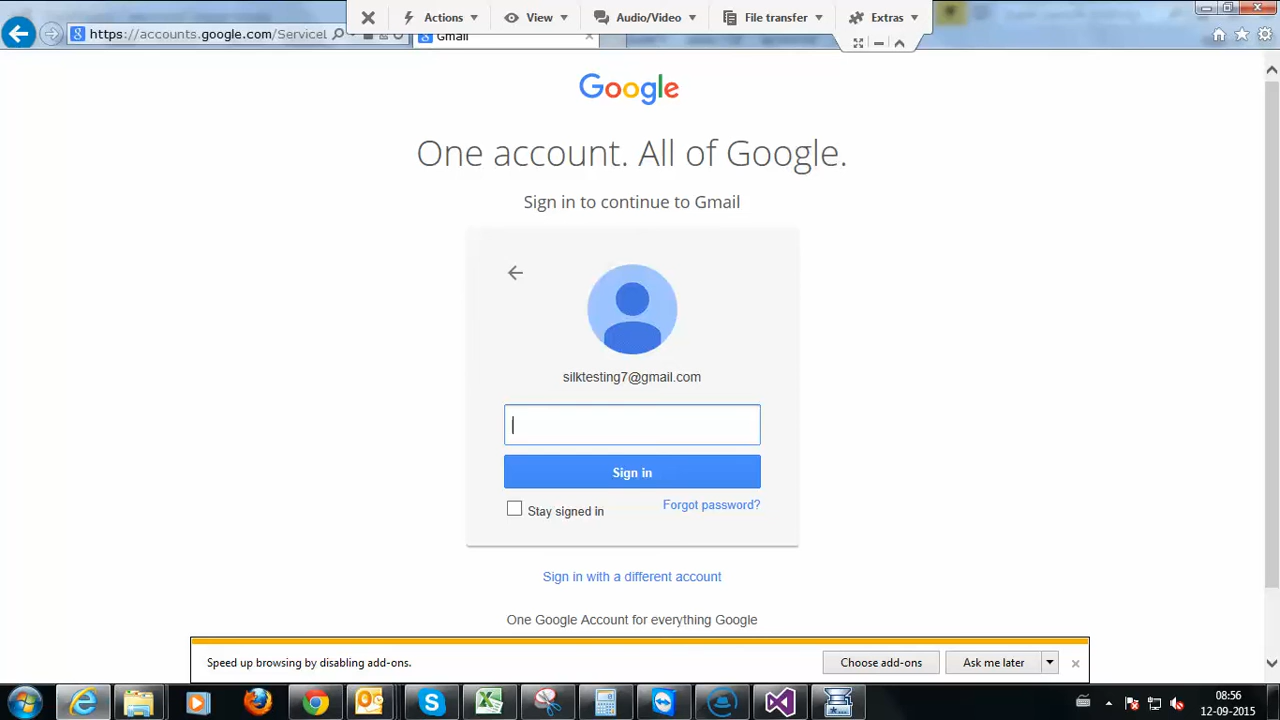 Actions View Audio/Video File transfer Extras
https://accounts.google.com/Servicel
Gmail
Google
One account. All of Google.
Sign in to continue to Gmail
silktesting7@gmail.com
Sign in
Stay signed in
Forgot password?
Sign in with a different account
One Google Account for everything Google
Speed up browsing by disabling add-ons.
Choose add-ons
Ask me later
08:56
12-09-2015